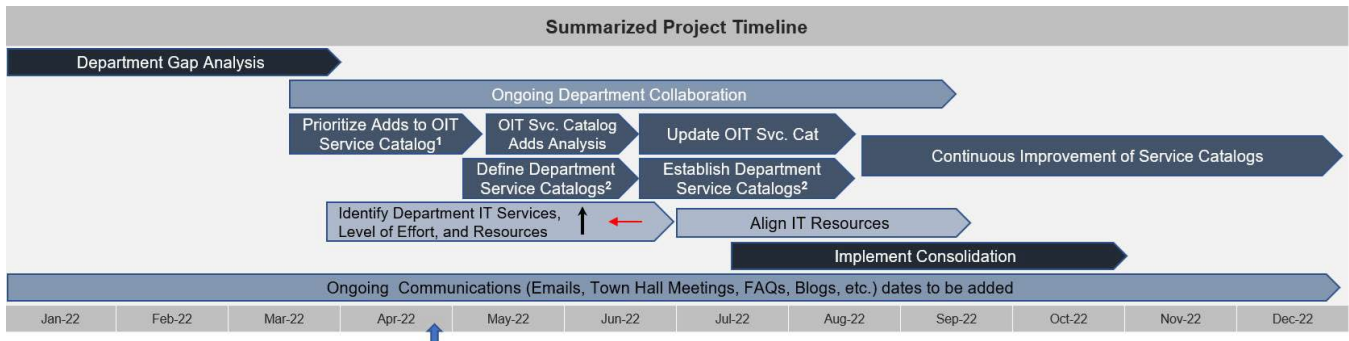 Summarized Project Timeline
Department Gap Analysis
Ongoing Department Collaboration
Prioritize Adds to OIT
Service Catalog¹
OIT Svc. Catalog
Adds Analysis
Update OIT Svc. Cat
Continuous Improvement of Service Catalogs
Define Department
Service Catalogs²
Establish Department
Service Catalogs²
Identify Department IT Services,
Level of Effort, and Resources
Align IT Resources
Implement Consolidation
Ongoing Communications (Emails, Town Hall Meetings, FAQs, Blogs, etc.) dates to be added
Jan-22 Feb-22 Mar-22 Apr-22 May-22 Jun-22 Jul-22 Aug-22 Sep-22 Oct-22 Nov-22 Dec-22